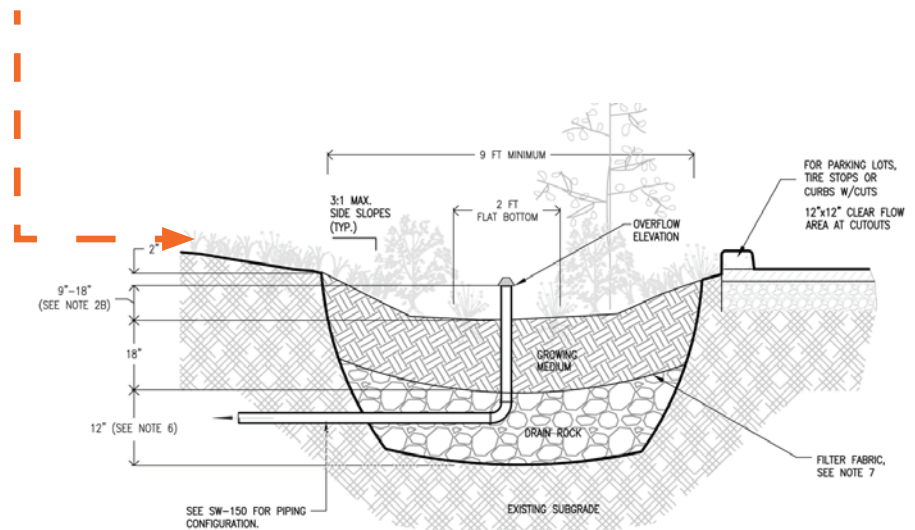 9 FT MINIMUM
3:1 MAX.
SIDE SLOPES
(TYP.)
2 FT
FLAT BOTTOM
OVERFLOW
ELEVATION
FOR PARKING LOTS,
TIRE STOPS OR
CURBS W/CUTS
12"x12" CLEAR FLOW
AREA AT CUTOUTS
2"
9"-18"
(SEE NOTE 2B)
18"
12" (SEE NOTE 6)
GROWING
MEDIUM
DRAIN ROCK
FILTER FABRIC,
SEE NOTE 7
SEE SW-150 FOR PIPING
CONFIGURATION.
EXISTING SUBGRADE